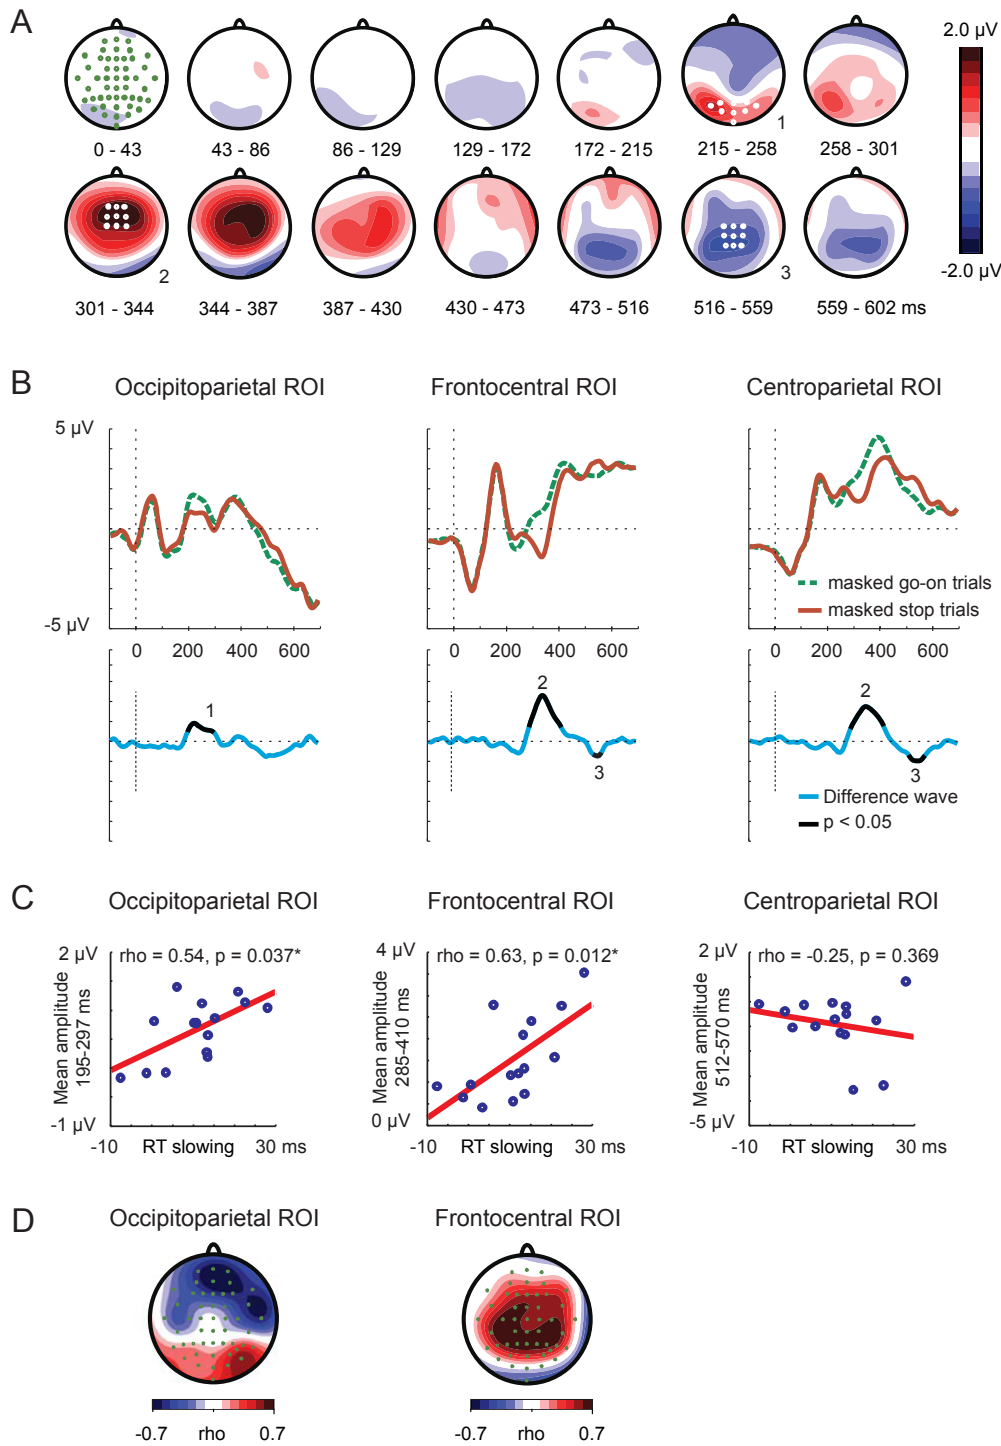 A
2.0 µV
0 - 43
43 - 86
86 - 129
129 - 172
172 - 215
215 - 258
1
258 - 301
-2.0 µV
301 - 344
2
344 - 387
387 - 430
430 - 473
473 - 516
516 - 559
3
559 - 602 ms
B
Occipitoparietal ROI
Frontocentral ROI
Centroparietal ROI
5 µV
-5 µV
masked go-on trials
masked stop trials
0 200 400 600
0 200 400 600
0 200 400 600
1
2
3
2
3
Difference wave
p < 0.05
C
Occipitoparietal ROI
Frontocentral ROI
Centroparietal ROI
2 µV
rho = 0.54, p = 0.037*
Mean amplitude
195-297 ms
-1 µV
-10 RT slowing 30 ms
4 µV
rho = 0.63, p = 0.012*
Mean amplitude
285-410 ms
0 µV
-10 RT slowing 30 ms
2 µV
rho = -0.25, p = 0.369
Mean amplitude
512-570 ms
-5 µV
-10 RT slowing 30 ms
D
Occipitoparietal ROI
Frontocentral ROI
-0.7 rho 0.7
-0.7 rho 0.7